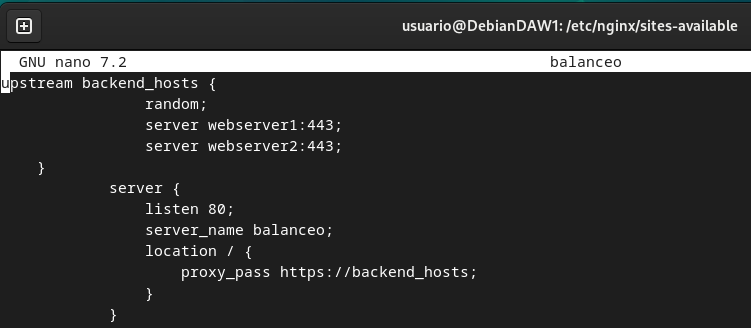 usuario@DebianDAW1: /etc/nginx/sites-available
GNU nano 7.2 balanceo
upstream backend_hosts {
random;
server webserver1:443;
server webserver2:443;
}
server {
listen 80;
server_name balanceo;
location / {
proxy_pass https://backend_hosts;
}
}